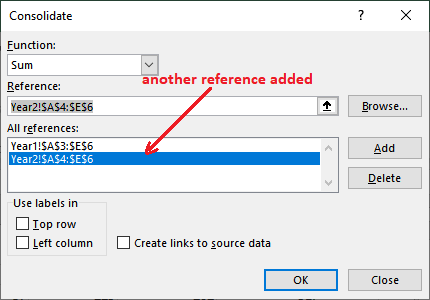 Consolidate
Function:
Sum
another reference added
Reference:
Year2!$A$4:$E$6
Browse...
All references:
Year1!$A$3:$E$6
Year2!$A$4:$E$6
Add
Delete
Use labels in
Top row
Left column
Create links to source data
OK
Close